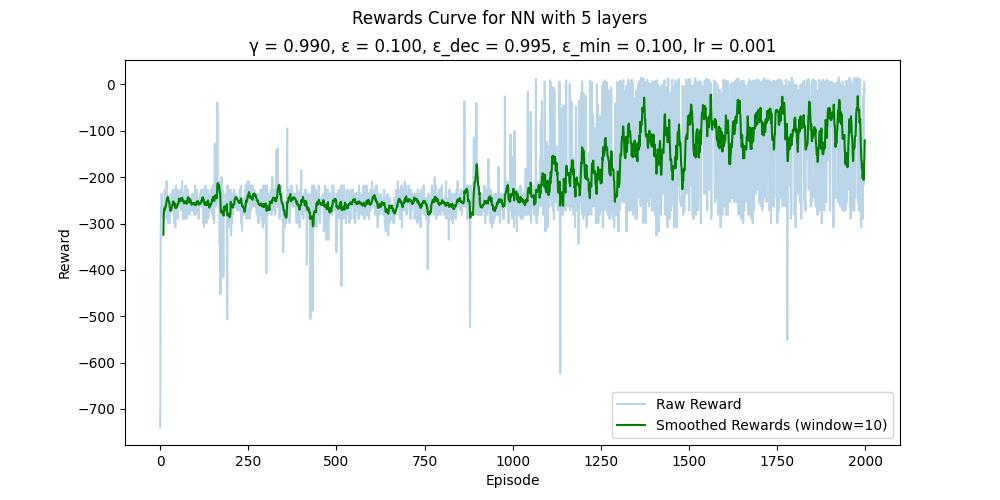 Rewards Curve for NN with 5 layers
γ = 0.990, ε = 0.100, ε_dec = 0.995, ε_min = 0.100, lr = 0.001
0
−100
−200
−300
−400
−500
−600
−700
Reward
Raw Reward
Smoothed Rewards (window=10)
0 250 500 750 1000 1250 1500 1750 2000
Episode